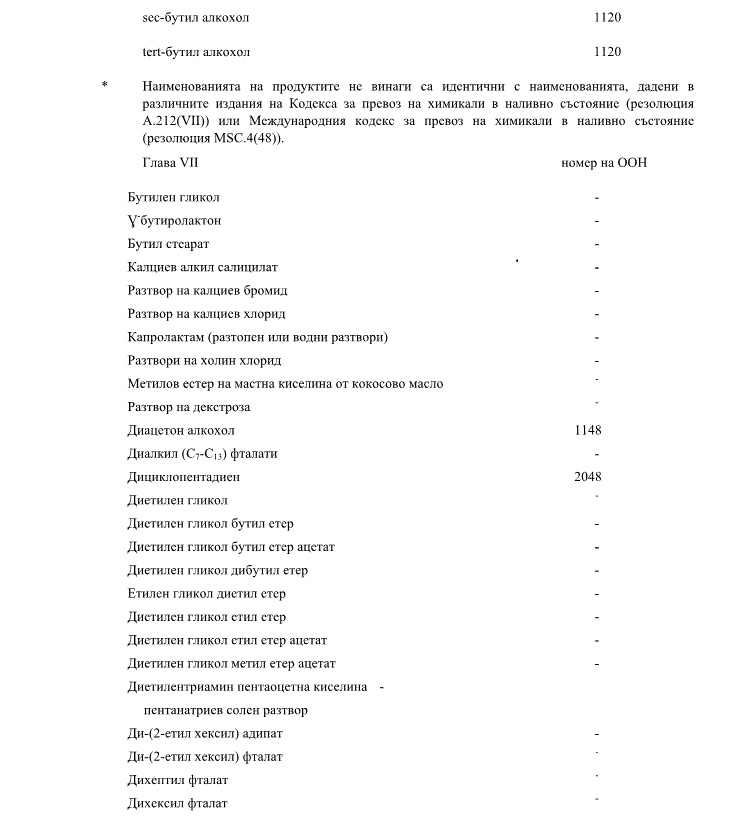 sec-бутил алкохол 1120
tert-бутил алкохол 1120
* Наименованията на продуктите не винаги са идентични с наименованията, дадени в
различните издания на Кодекса за превоз на химикали в наливно състояние (резолюция
А.212(VII)) или Международния кодекс за превоз на химикали в наливно състояние
(резолюция MSC.4(48)).
Глава VII номер на ООН
Бутилен гликол -
Ɣ-бутиролактон -
Бутил стеарат -
Калциев алкил салицилат -
Разтвор на калциев бромид -
Разтвор на калциев хлорид -
Капролактам (разтопен или водни разтвори) -
Разтвори на холин хлорид -
Метилов естер на мастна киселина от кокосово масло -
Разтвор на декстроза -
Диацетон алкохол 1148
Диалкил (C₇-C₁₃) фталати -
Дициклопентадиен 2048
Диетилен гликол -
Диетилен гликол бутил етер -
Диетилен гликол бутил етер ацетат -
Диетилен гликол дибутил етер -
Етилен гликол диетил етер -
Диетилен гликол етил етер -
Диетилен гликол етил етер ацетат -
Диетилен гликол метил етер ацетат -
Диетилентриамин пентаоцетна киселина -
пентанатриев солен разтвор
Ди-(2-етил хексил) адипат -
Ди-(2-етил хексил) фталат -
Дихептил фталат -
Дихексил фталат -